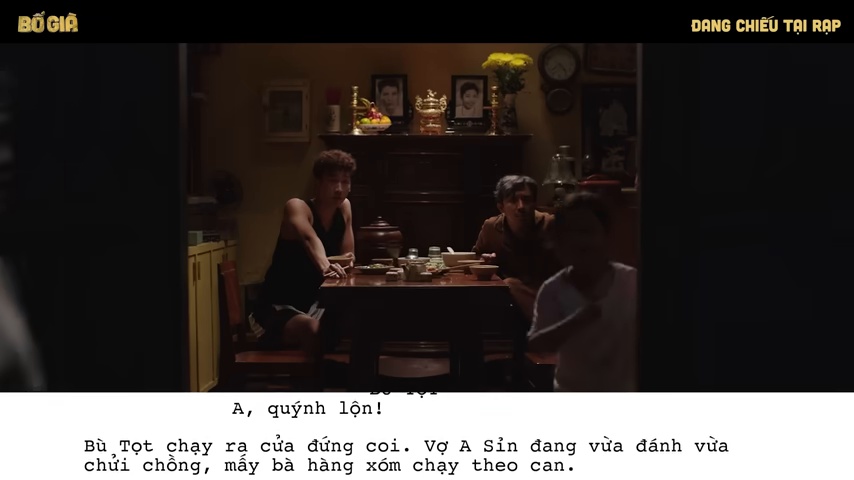 BỐ GIÀ
ĐANG CHIẾU TẠI RẠP
A, quýnh lộn!
Bù Tọt chạy ra cửa đứng coi. Vợ A Sỉn đang vừa đánh vừa
chửi chồng, mấy bà hàng xóm chạy theo can.